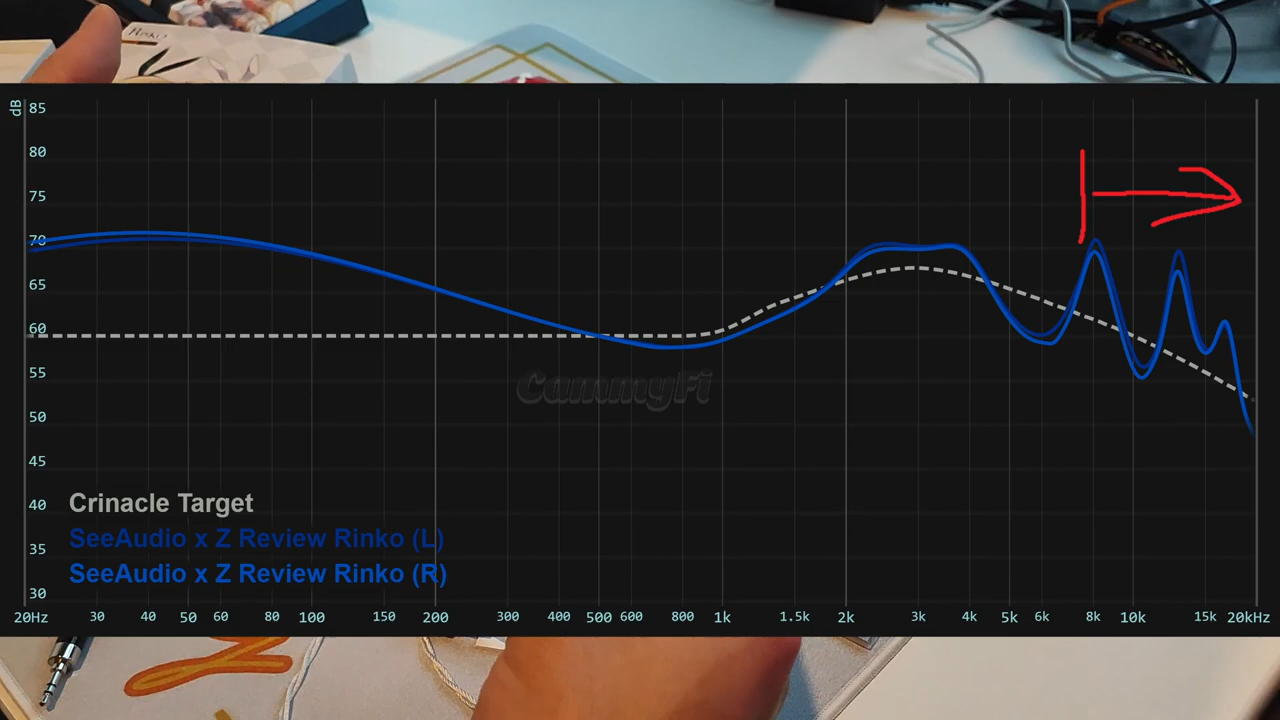 RINKO
dB
85
80
75
70
65
60
55
50
45
40
35
30
CammyFi
Crinacle Target
SeeAudio x Z Review Rinko (L)
SeeAudio x Z Review Rinko (R)
20Hz 30 40 50 60 80 100 150 200 300 400 500 600 800 1k 1.5k 2k 3k 4k 5k 6k 8k 10k 15k 20kHz